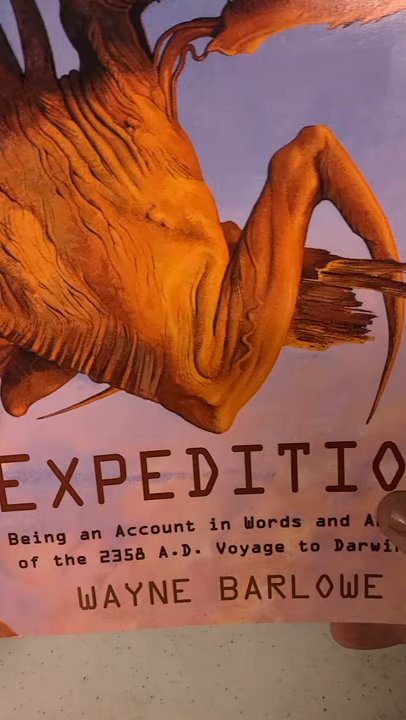 EXPEDITIO
Being an Account in Words and A
of the 2358 A.D. Voyage to Darwi
WAYNE BARLOWE